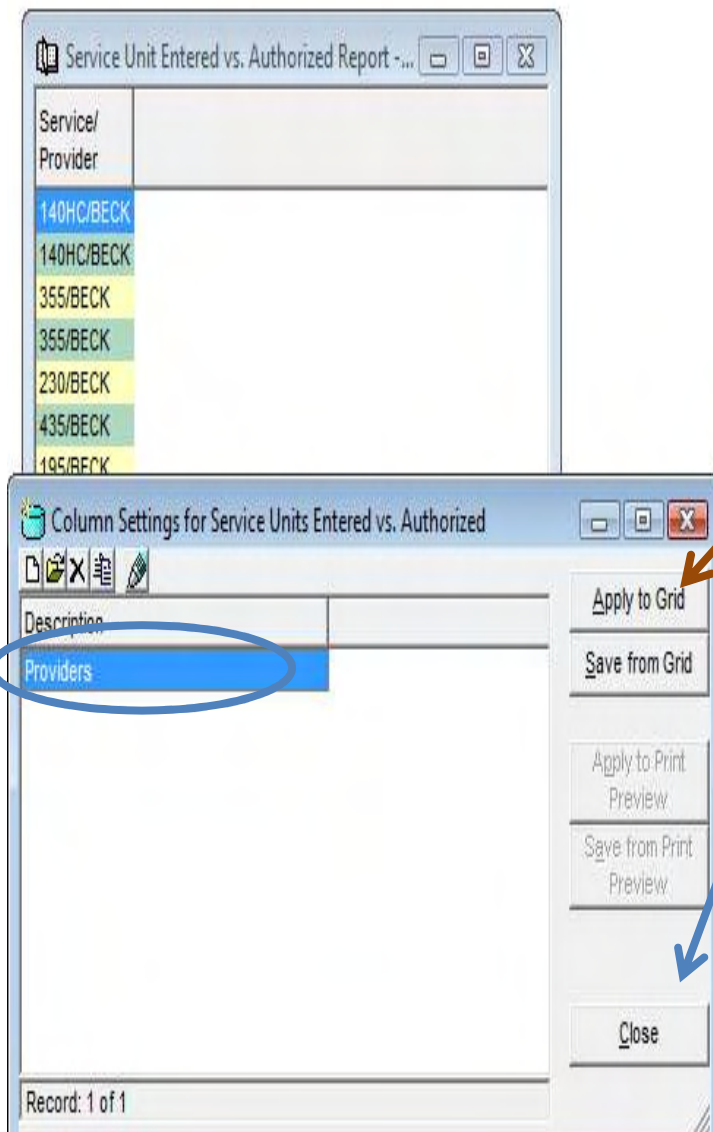 Service Unit Entered vs. Authorized Report -...
Service/
Provider
140HC/BECK
140HC/BECK
355/BECK
355/BECK
230/BECK
435/BECK
195/BECK
Column Settings for Service Units Entered vs. Authorized
Description
Providers
Apply to Grid
Save from Grid
Apply to Print
Preview
Save from Print
Preview
Close
Record: 1 of 1